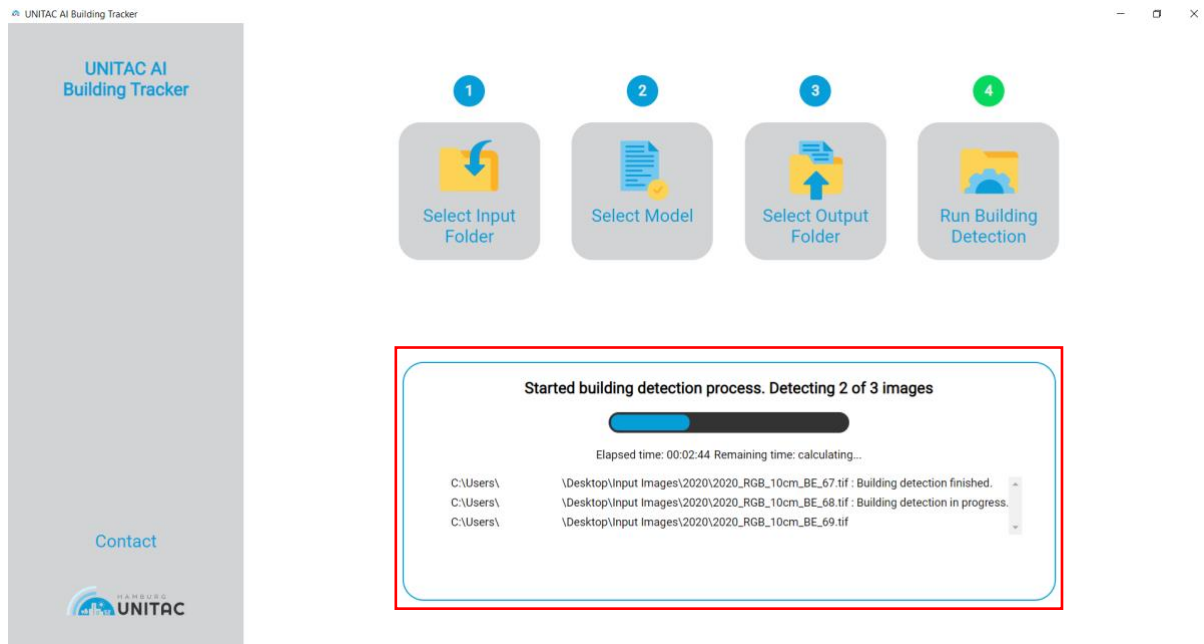 UNITAC AI Building Tracker
UNITAC AI
Building Tracker
1
2
3
4
Select Input
Folder
Select Model
Select Output
Folder
Run Building
Detection
Started building detection process. Detecting 2 of 3 images
Elapsed time: 00:02:44 Remaining time: calculating...
C:\Users\ \Desktop\Input Images\2020\2020_RGB_10cm_BE_67.tif : Building detection finished.
C:\Users\ \Desktop\Input Images\2020\2020_RGB_10cm_BE_68.tif : Building detection in progress.
C:\Users\ \Desktop\Input Images\2020\2020_RGB_10cm_BE_69.tif
Contact
HAMBURG
UNITAC